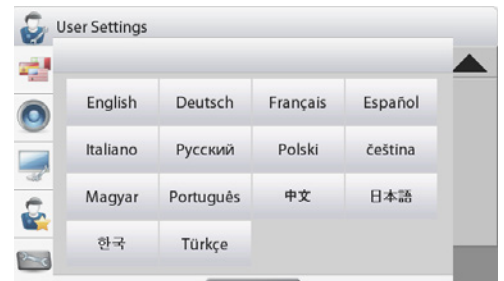 User Settings
English Deutsch Français Español
Italiano Русский Polski čeština
Magyar Português 中文 日本語
한국 Türkçe